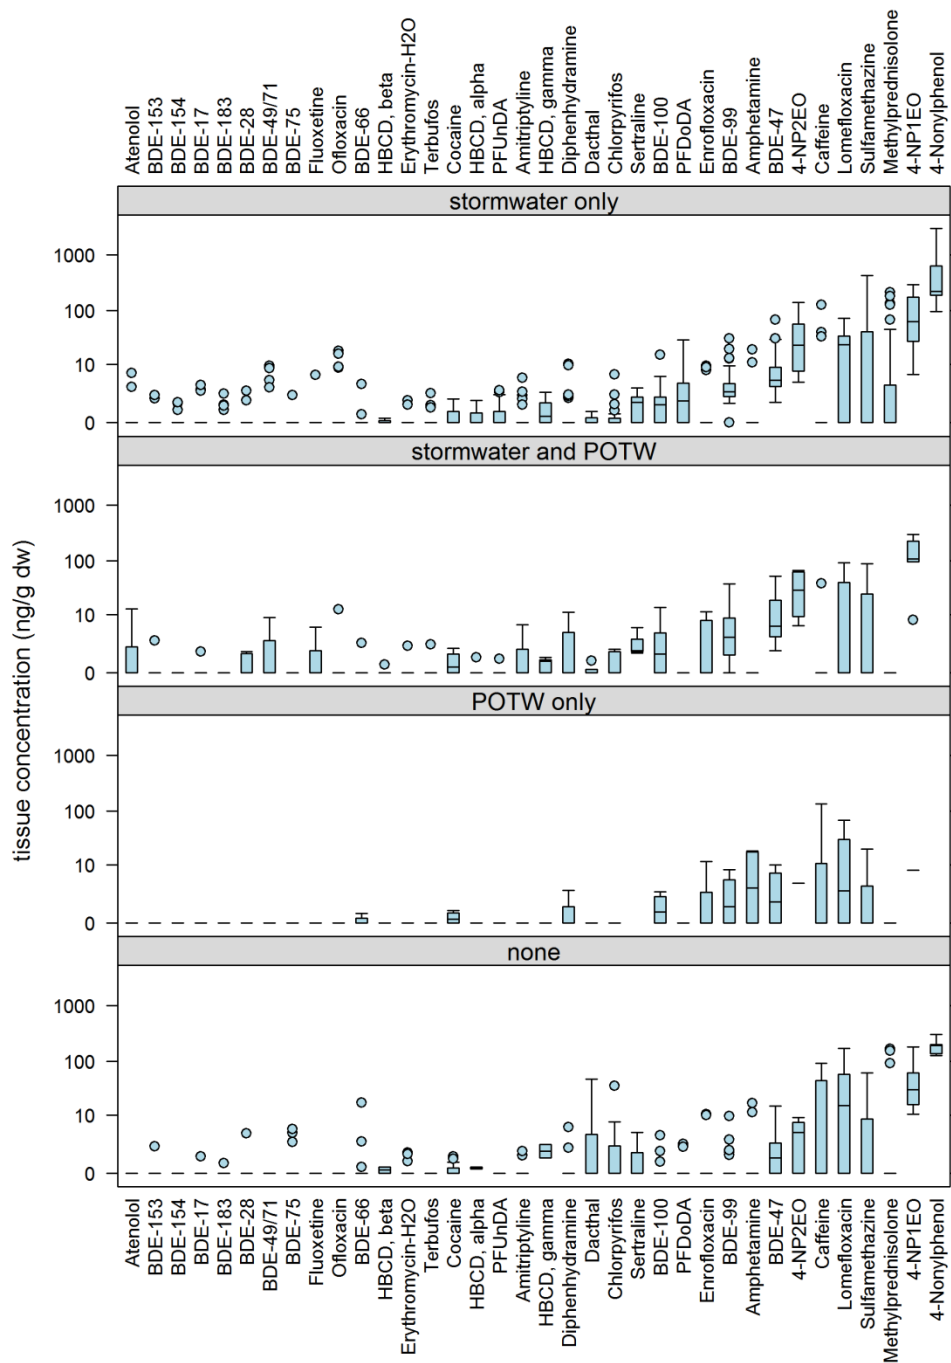 Atenolol
BDE-153
BDE-154
BDE-17
BDE-183
BDE-28
BDE-49/71
BDE-75
Fluoxetine
Ofloxacin
BDE-66
HBCD, beta
Erythromycin-H2O
Terbufos
Cocaine
HBCD, alpha
PFUnDA
Amitriptyline
HBCD, gamma
Diphenhydramine
Dacthal
Chlorpyrifos
Sertraline
BDE-100
PFDoDA
Enrofloxacin
BDE-99
Amphetamine
BDE-47
4-NP2EO
Caffeine
Lomefloxacin
Sulfamethazine
Methylprednisolone
4-NP1EO
4-Nonylphenol
stormwater only
1000
100
10
0
stormwater and POTW
1000
100
10
0
tissue concentration (ng/g dw)
POTW only
1000
100
10
0
none
1000
100
10
0
Atenolol
BDE-153
BDE-154
BDE-17
BDE-183
BDE-28
BDE-49/71
BDE-75
Fluoxetine
Ofloxacin
BDE-66
HBCD, beta
Erythromycin-H2O
Terbufos
Cocaine
HBCD, alpha
PFUnDA
Amitriptyline
HBCD, gamma
Diphenhydramine
Dacthal
Chlorpyrifos
Sertraline
BDE-100
PFDoDA
Enrofloxacin
BDE-99
Amphetamine
BDE-47
4-NP2EO
Caffeine
Lomefloxacin
Sulfamethazine
Methylprednisolone
4-NP1EO
4-Nonylphenol